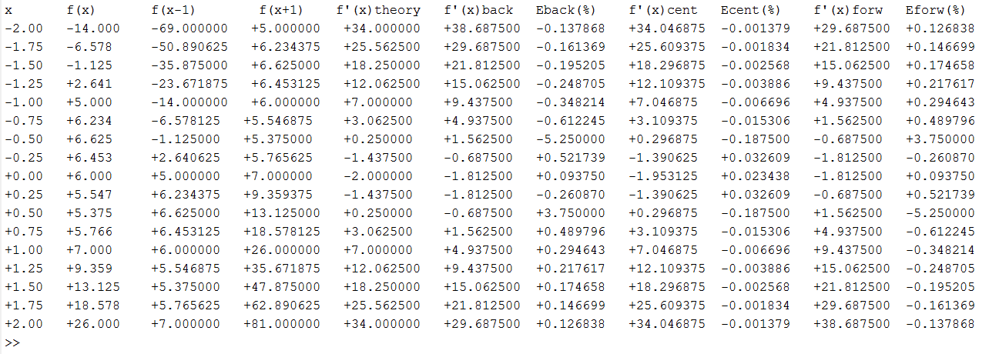 x f(x) f(x-1) f(x+1) f'(x)theory f'(x)back Eback(%) f'(x)cent Ecent(%) f'(x)forw Eforw(%)
-2.00 -14.000 -69.000000 +5.000000 +34.000000 +38.687500 -0.137868 +34.046875 -0.001379 +29.687500 +0.126838
-1.75 -6.578 -50.890625 +6.234375 +25.562500 +29.687500 -0.161369 +25.609375 -0.001834 +21.812500 +0.146699
-1.50 -1.125 -35.875000 +6.625000 +18.250000 +21.812500 -0.195205 +18.296875 -0.002568 +15.062500 +0.174658
-1.25 +2.641 -23.671875 +6.453125 +12.062500 +15.062500 -0.248705 +12.109375 -0.003886 +9.437500 +0.217617
-1.00 +5.000 -14.000000 +6.000000 +7.000000 +9.437500 -0.348214 +7.046875 -0.006696 +4.937500 +0.294643
-0.75 +6.234 -6.578125 +5.546875 +3.062500 +4.937500 -0.612245 +3.109375 -0.015306 +1.562500 +0.489796
-0.50 +6.625 -1.125000 +5.375000 +0.250000 +1.562500 -5.250000 +0.296875 -0.187500 -0.687500 +3.750000
-0.25 +6.453 +2.640625 +5.765625 -1.437500 -0.687500 +0.521739 -1.390625 +0.032609 -1.812500 -0.260870
+0.00 +6.000 +5.000000 +7.000000 -2.000000 -1.812500 +0.093750 -1.953125 +0.023438 -1.812500 +0.093750
+0.25 +5.547 +6.234375 +9.359375 -1.437500 -1.812500 -0.260870 -1.390625 +0.032609 -0.687500 +0.521739
+0.50 +5.375 +6.625000 +13.125000 +0.250000 -0.687500 +3.750000 +0.296875 -0.187500 +1.562500 -5.250000
+0.75 +5.766 +6.453125 +18.578125 +3.062500 +1.562500 +0.489796 +3.109375 -0.015306 +4.937500 -0.612245
+1.00 +7.000 +6.000000 +26.000000 +7.000000 +4.937500 +0.294643 +7.046875 -0.006696 +9.437500 -0.348214
+1.25 +9.359 +5.546875 +35.671875 +12.062500 +9.437500 +0.217617 +12.109375 -0.003886 +15.062500 -0.248705
+1.50 +13.125 +5.375000 +47.875000 +18.250000 +15.062500 +0.174658 +18.296875 -0.002568 +21.812500 -0.195205
+1.75 +18.578 +5.765625 +62.890625 +25.562500 +21.812500 +0.146699 +25.609375 -0.001834 +29.687500 -0.161369
+2.00 +26.000 +7.000000 +81.000000 +34.000000 +29.687500 +0.126838 +34.046875 -0.001379 +38.687500 -0.137868
>>